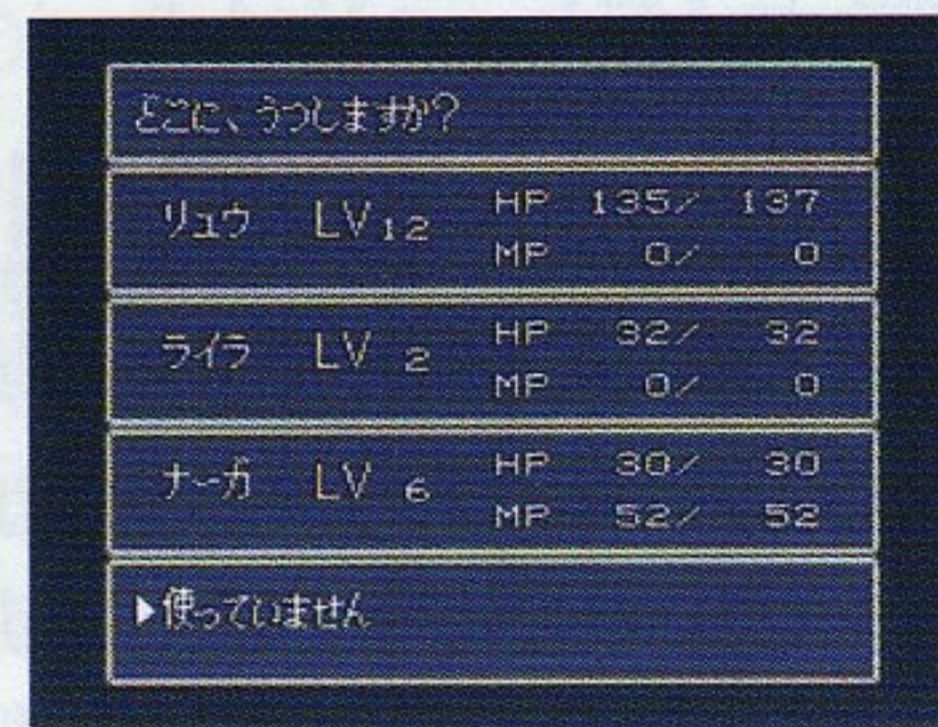 どこに、うつしますか?
リュウ LV12 HP 135/ 137
MP 0/ 0
ライラ LV 2 HP 32/ 32
MP 0/ 0
ナーガ LV 6 HP 30/ 30
MP 52/ 52
▶使っていません